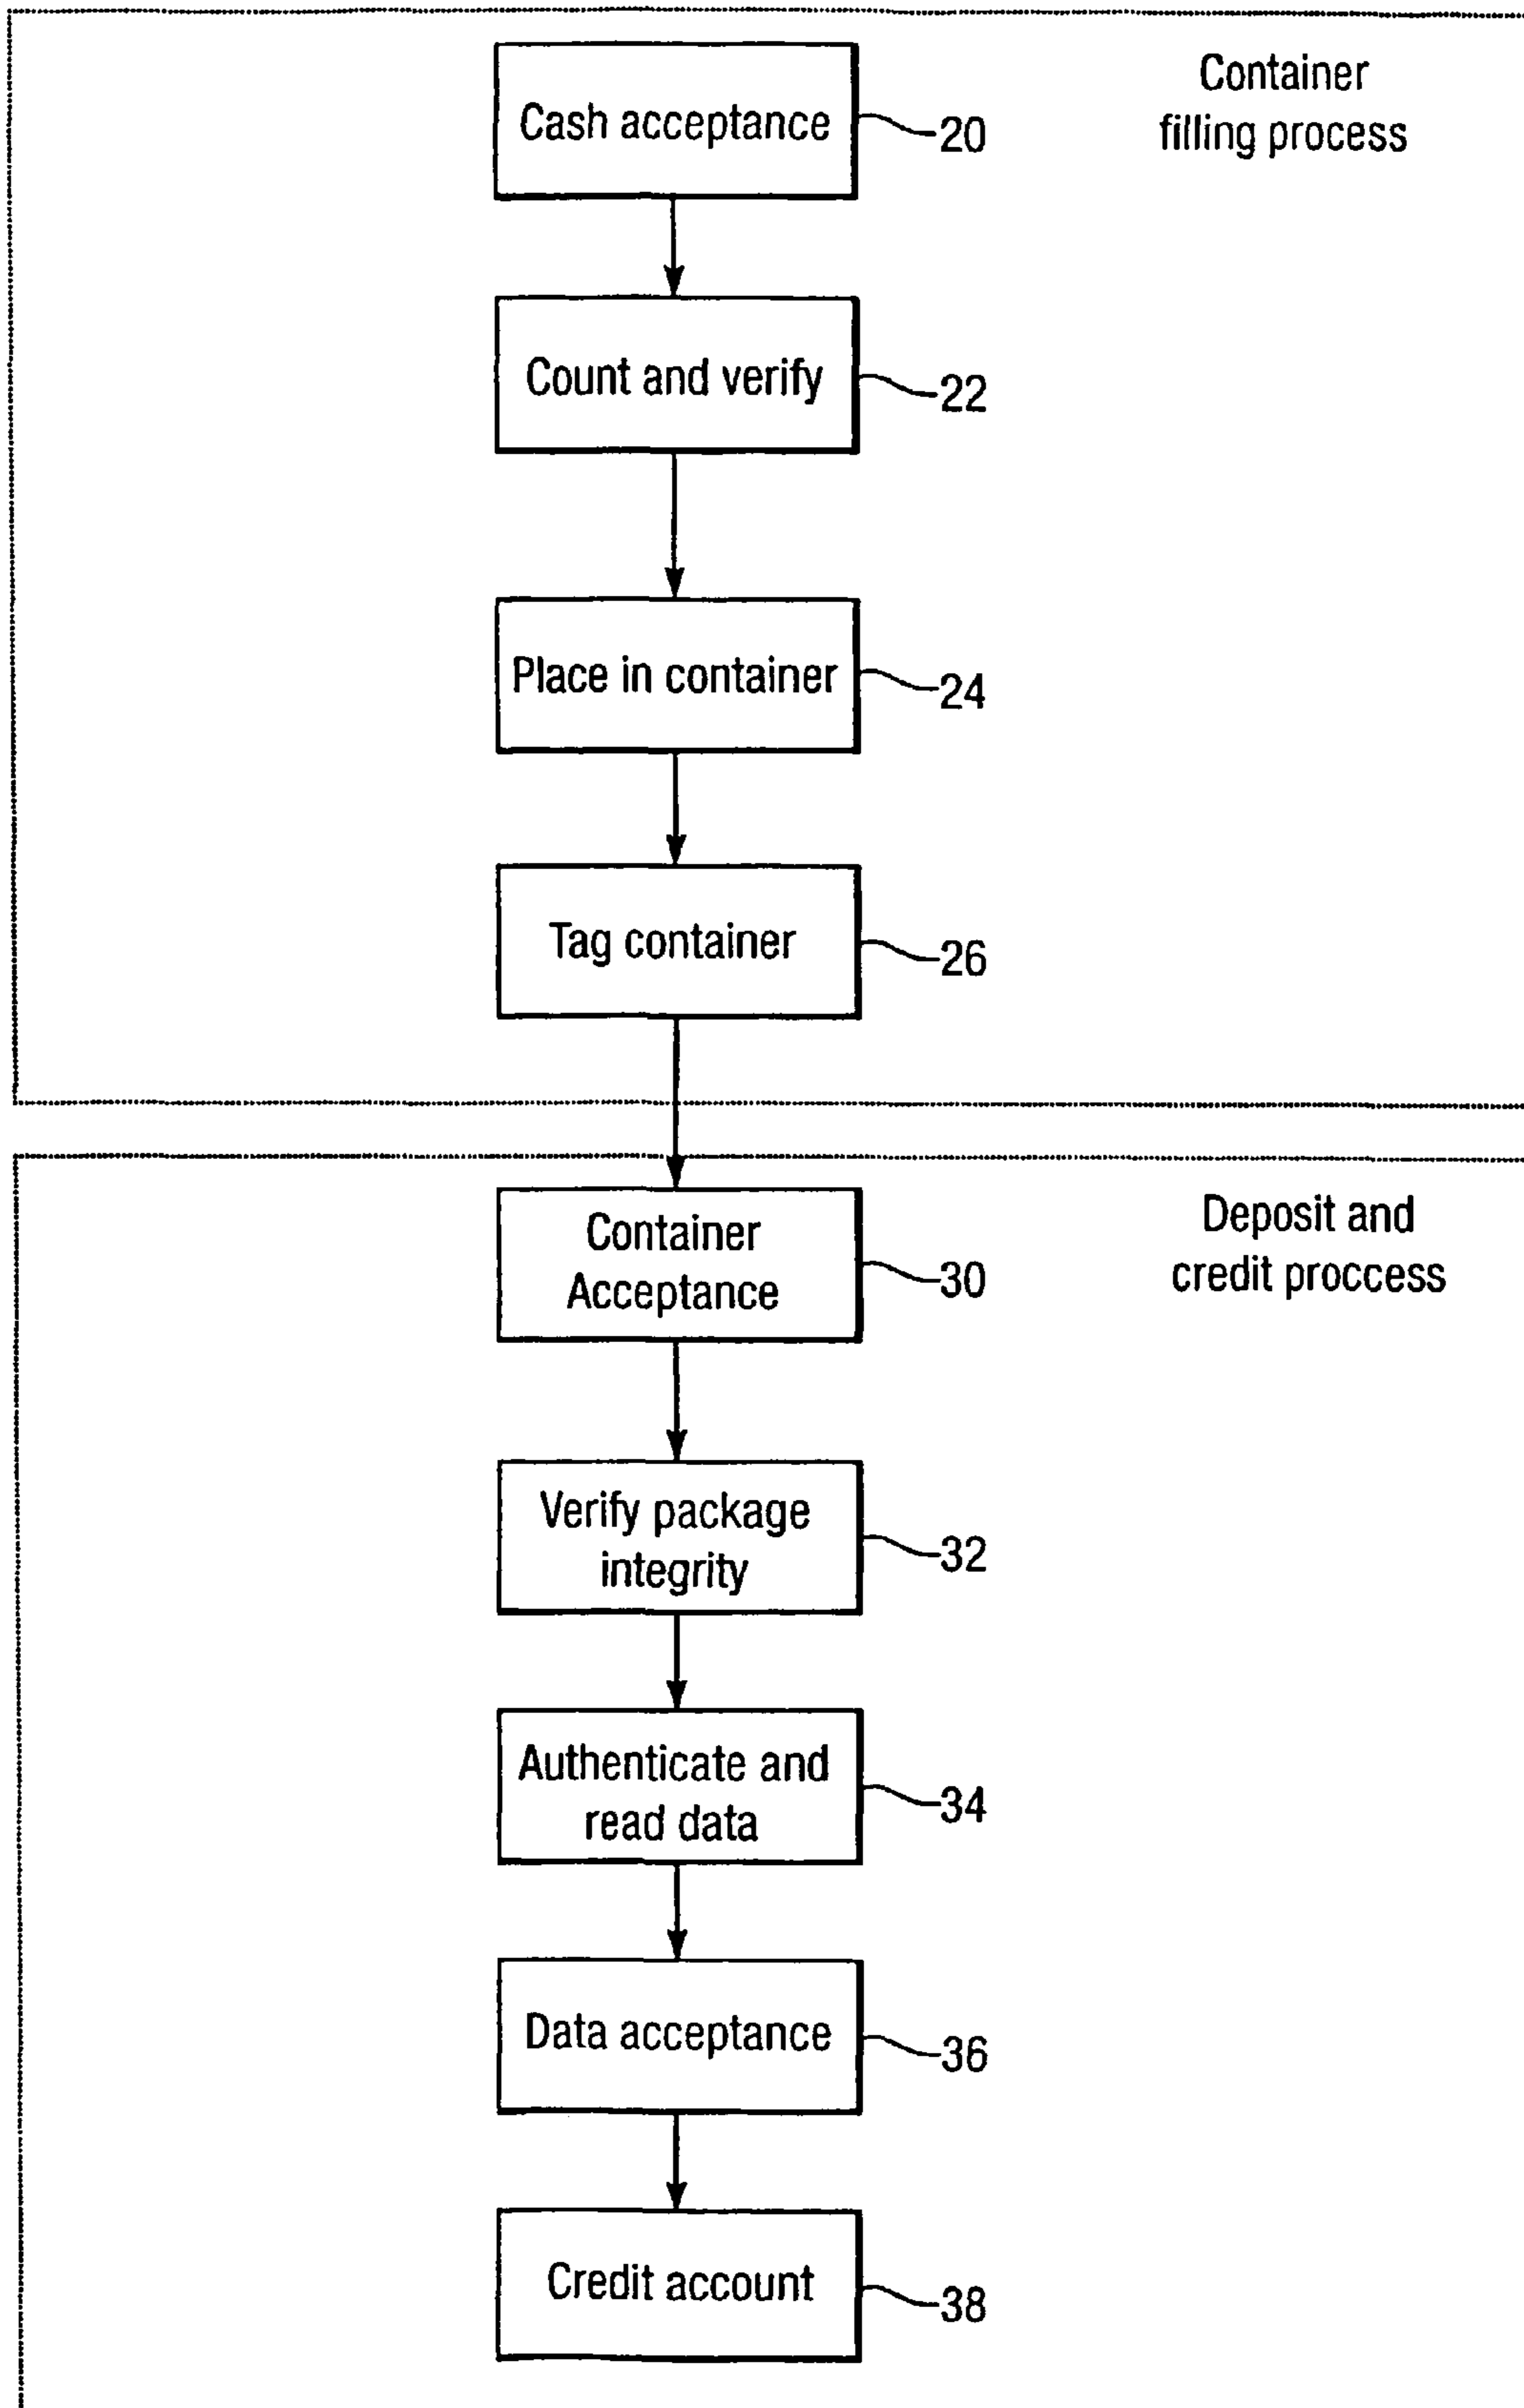 Container
filling process
Cash acceptance
20
Count and verify
22
Place in container
24
Tag container
26
Deposit and
credit proccess
Container
Acceptance
30
Verify package
integrity
32
Authenticate and
read data
34
Data acceptance
36
Credit account
38